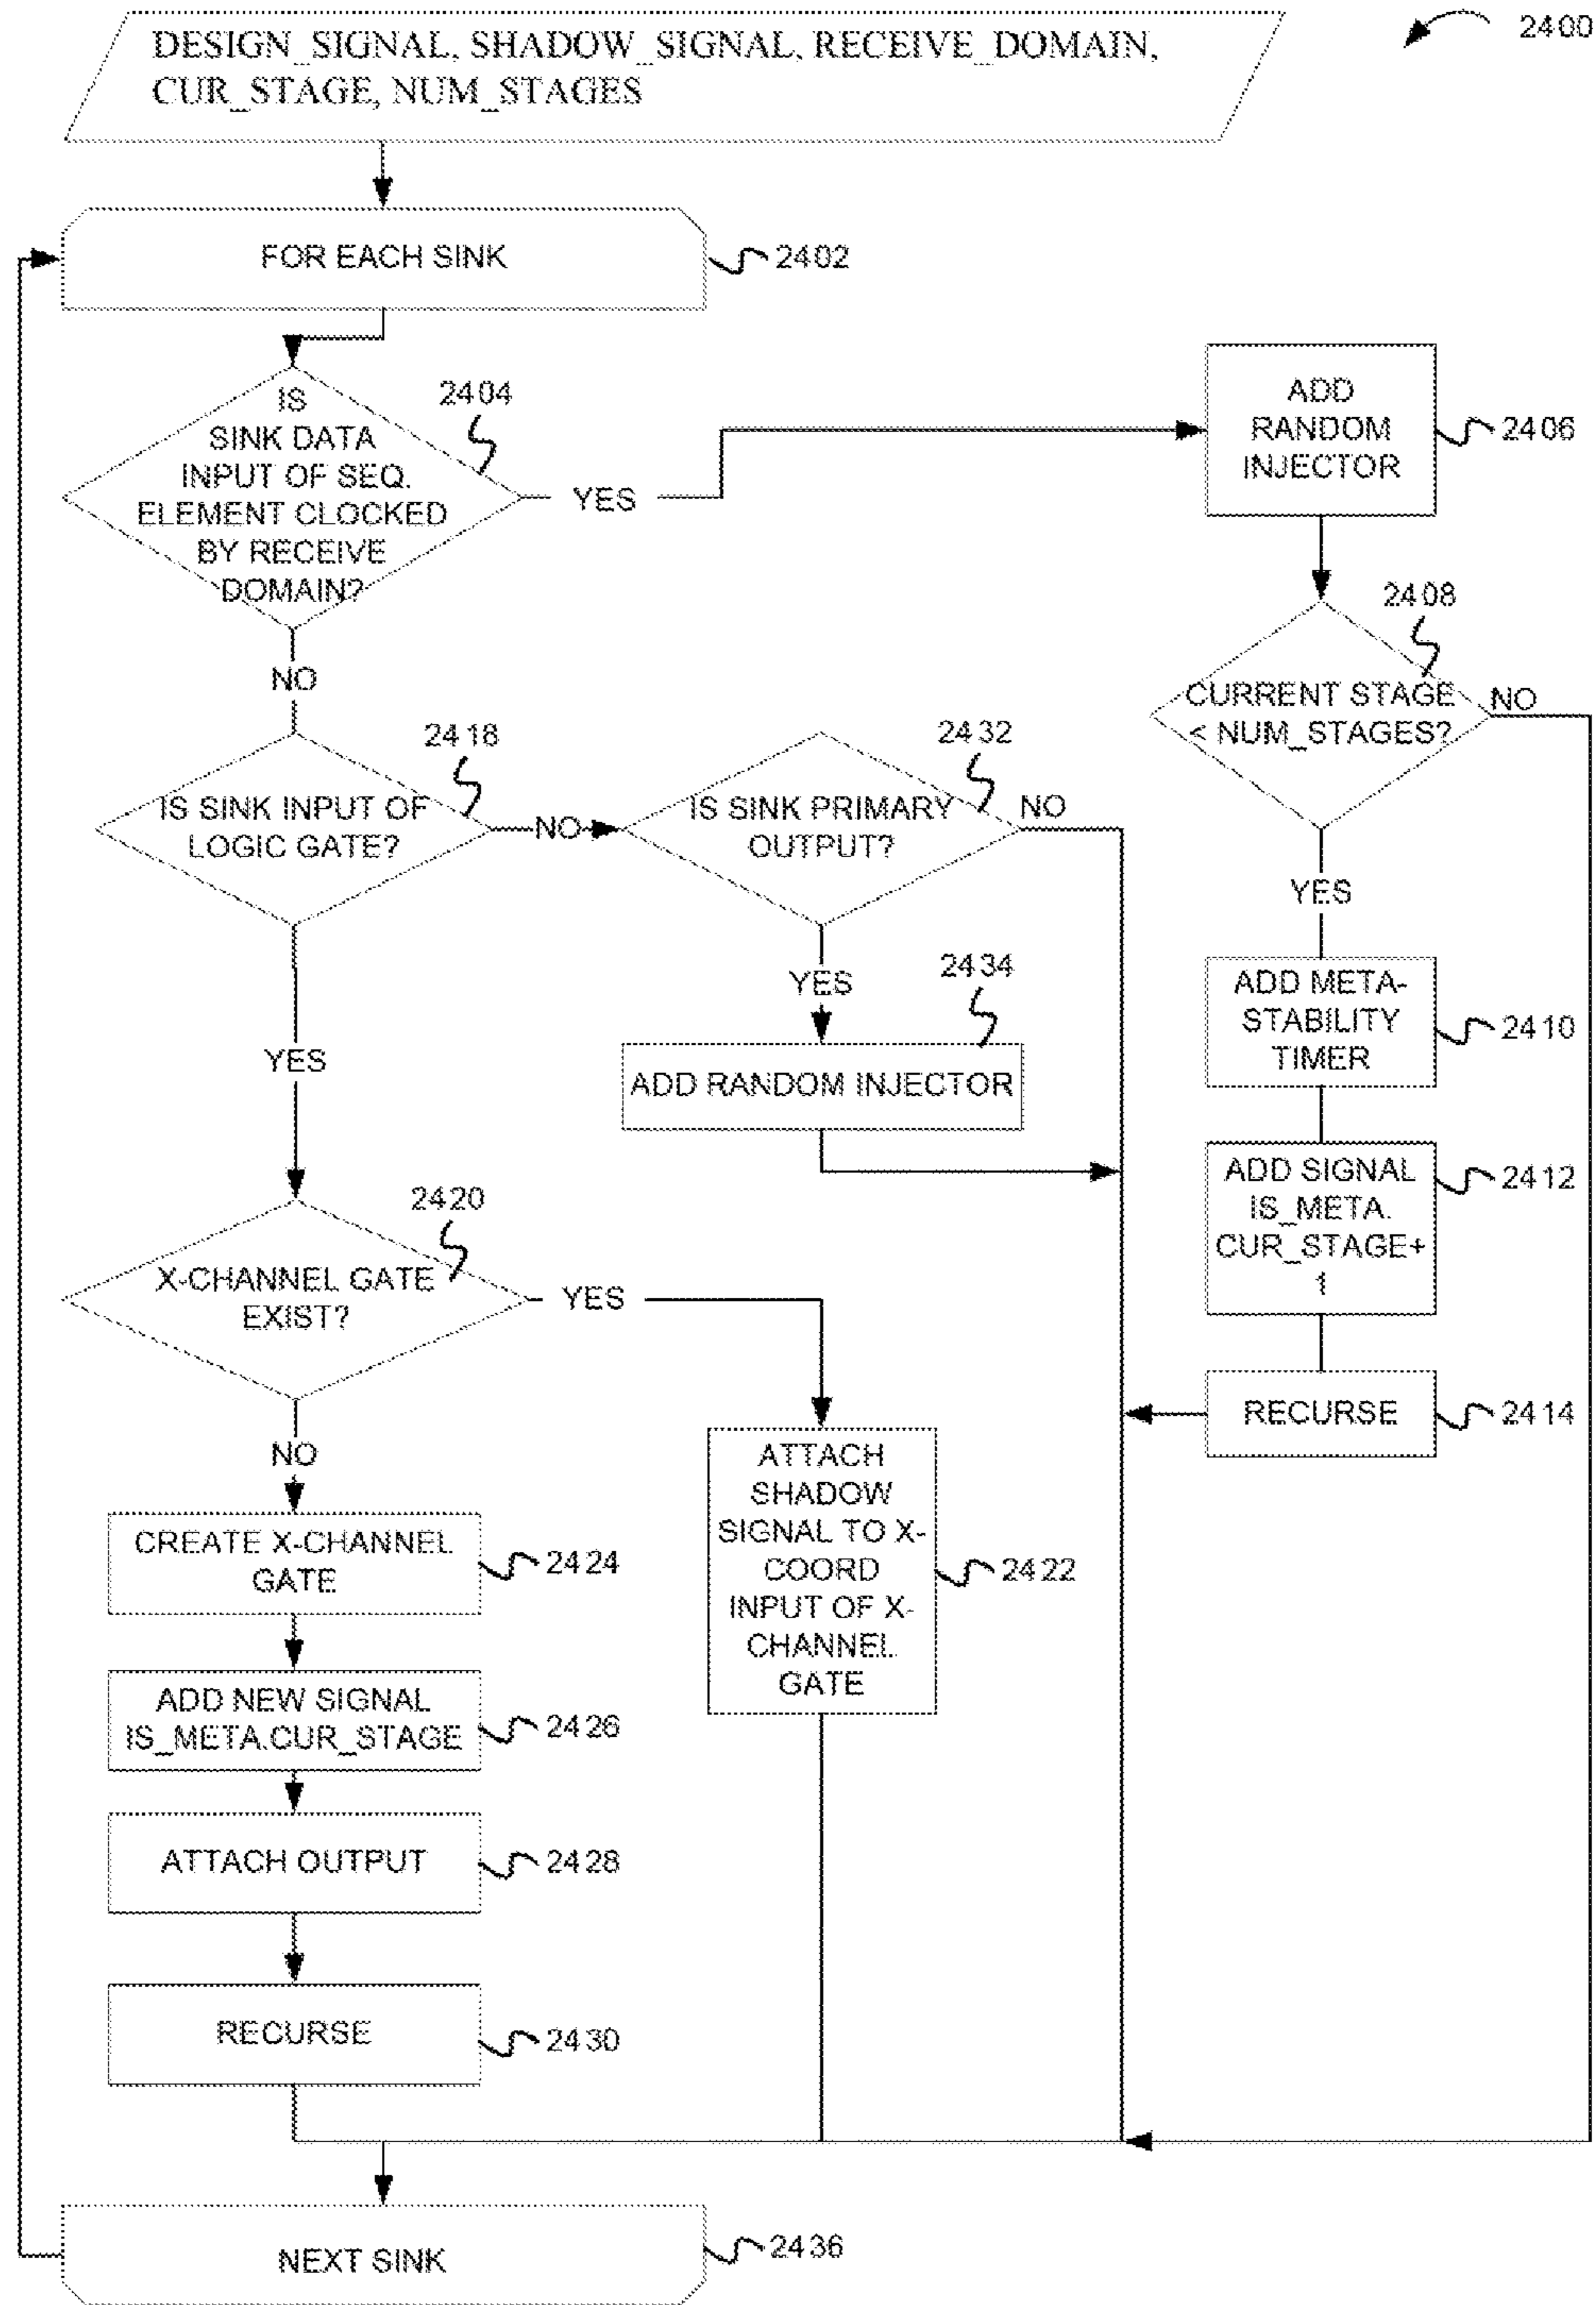 2400
DESIGN_SIGNAL, SHADOW_SIGNAL, RECEIVE_DOMAIN,
CUR_STAGE, NUM_STAGES
FOR EACH SINK
2402
IS
SINK DATA
INPUT OF SEQ.
ELEMENT CLOCKED
BY RECEIVE
DOMAIN?
2404
YES
NO
ADD
RANDOM
INJECTOR
2406
CURRENT STAGE
< NUM_STAGES?
2408
NO
YES
ADD META-
STABILITY
TIMER
2410
ADD SIGNAL
IS_META.
CUR_STAGE+
1
2412
RECURSE
2414
IS SINK INPUT OF
LOGIC GATE?
2418
NO
YES
IS SINK PRIMARY
OUTPUT?
2432
NO
YES
ADD RANDOM INJECTOR
2434
X-CHANNEL GATE
EXIST?
2420
YES
NO
ATTACH
SHADOW
SIGNAL TO X-
COORD
INPUT OF X-
CHANNEL
GATE
2422
CREATE X-CHANNEL
GATE
2424
ADD NEW SIGNAL
IS_META.CUR_STAGE
2426
ATTACH OUTPUT
2428
RECURSE
2430
NEXT SINK
2436